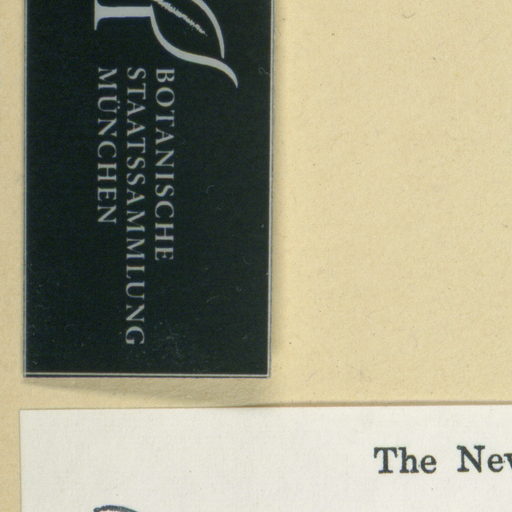 BOTANISCHE
STAATSSAMMLUNG
MÜNCHEN
The Nev